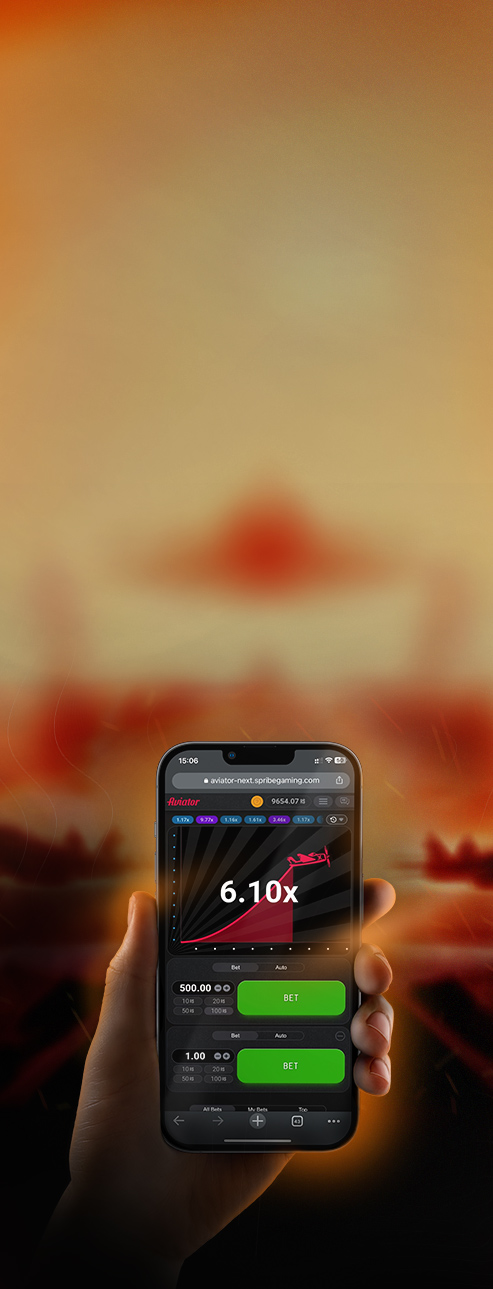 15:06
aviator-next.spribegaming.com
Aviator
9654.07
1.17x 9.77x 1.16x 1.61x 3.46x 1.17x
6.10x
Bet Auto
500.00
BET
10 20
50 100
Bet Auto
1.00
BET
10 20
50 100
All Bets My Bets Top
43